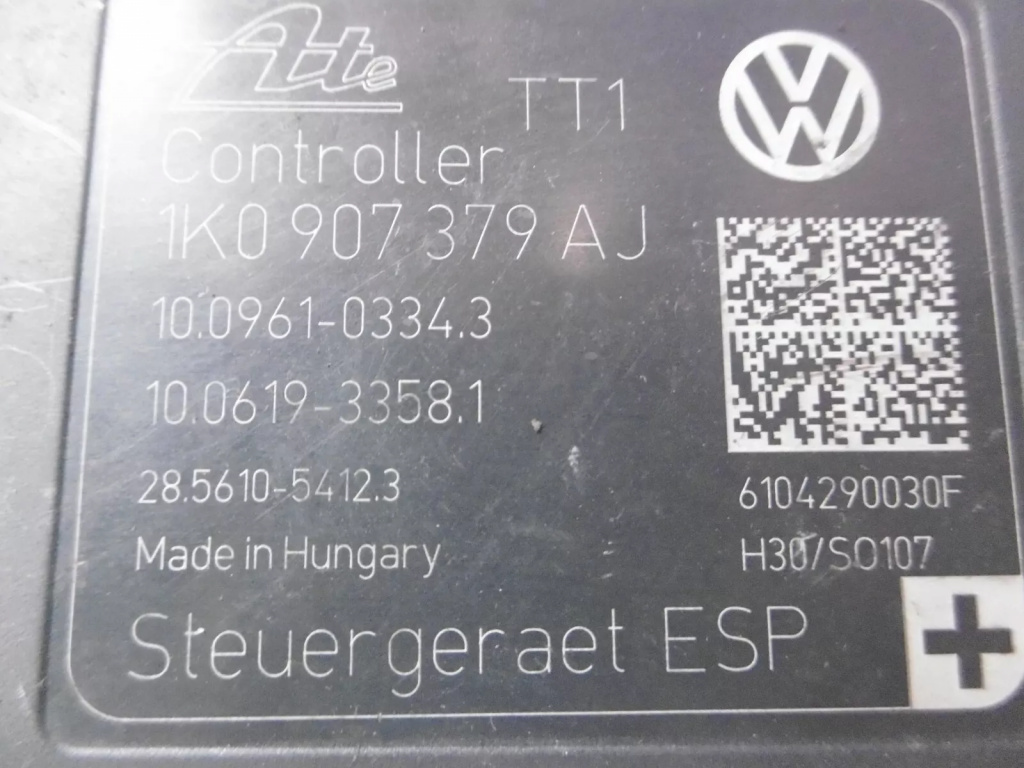 Ate
TT1
Controller
1K0 907 379 AJ
10.0961-0334.3
10.0619-3358.1
28.5610-5412.3
6104290030F
Made in Hungary
H30/SO107
Steuergeraet ESP